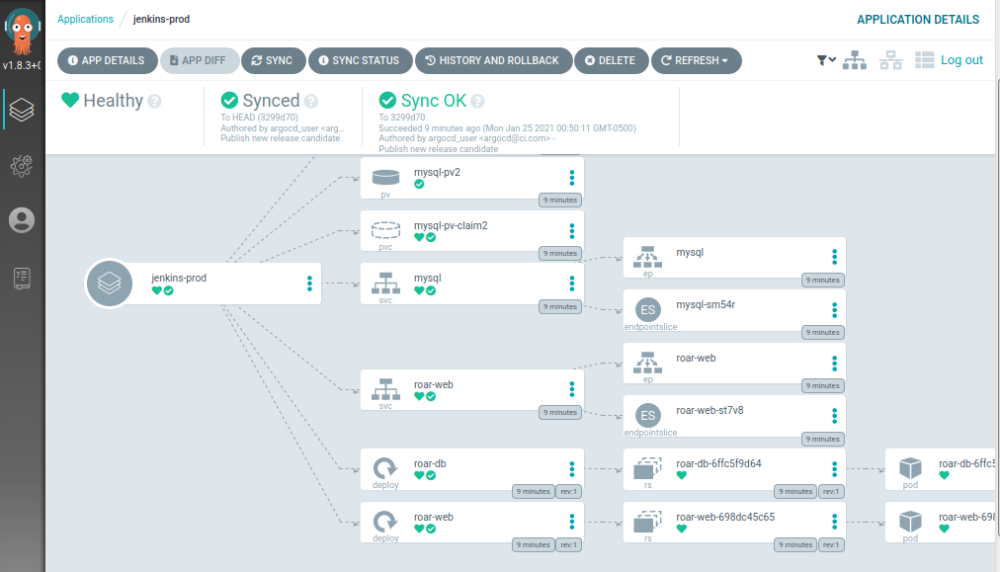 Applications / jenkins-prod
APPLICATION DETAILS
v1.8.3+
APP DETAILS
APP DIFF
SYNC
SYNC STATUS
HISTORY AND ROLLBACK
DELETE
REFRESH
Log out
Healthy
Synced
To HEAD (3299d70)
Authored by argocd_user <arg...
Publish new release candidate
Sync OK
To 3299d70
Succeeded 9 minutes ago (Mon Jan 25 2021 00:50:11 GMT-0500)
Authored by argocd_user <argocd@ci.com> -
Publish new release candidate
mysql-pv2
pv
9 minutes
mysql-pv-claim2
pvc
9 minutes
jenkins-prod
mysql
svc
9 minutes
mysql
ep
9 minutes
ES
mysql-sm54r
endpointslice
9 minutes
roar-web
svc
9 minutes
roar-web
ep
9 minutes
ES
roar-web-st7v8
endpointslice
9 minutes
roar-db
deploy
9 minutes
rev:1
roar-db-6ffc5f9d64
rs
9 minutes
rev:1
roar-db-6ffc5
pod
roar-web
deploy
9 minutes
rev:1
roar-web-698dc45c65
rs
9 minutes
rev:1
roar-web-698
pod